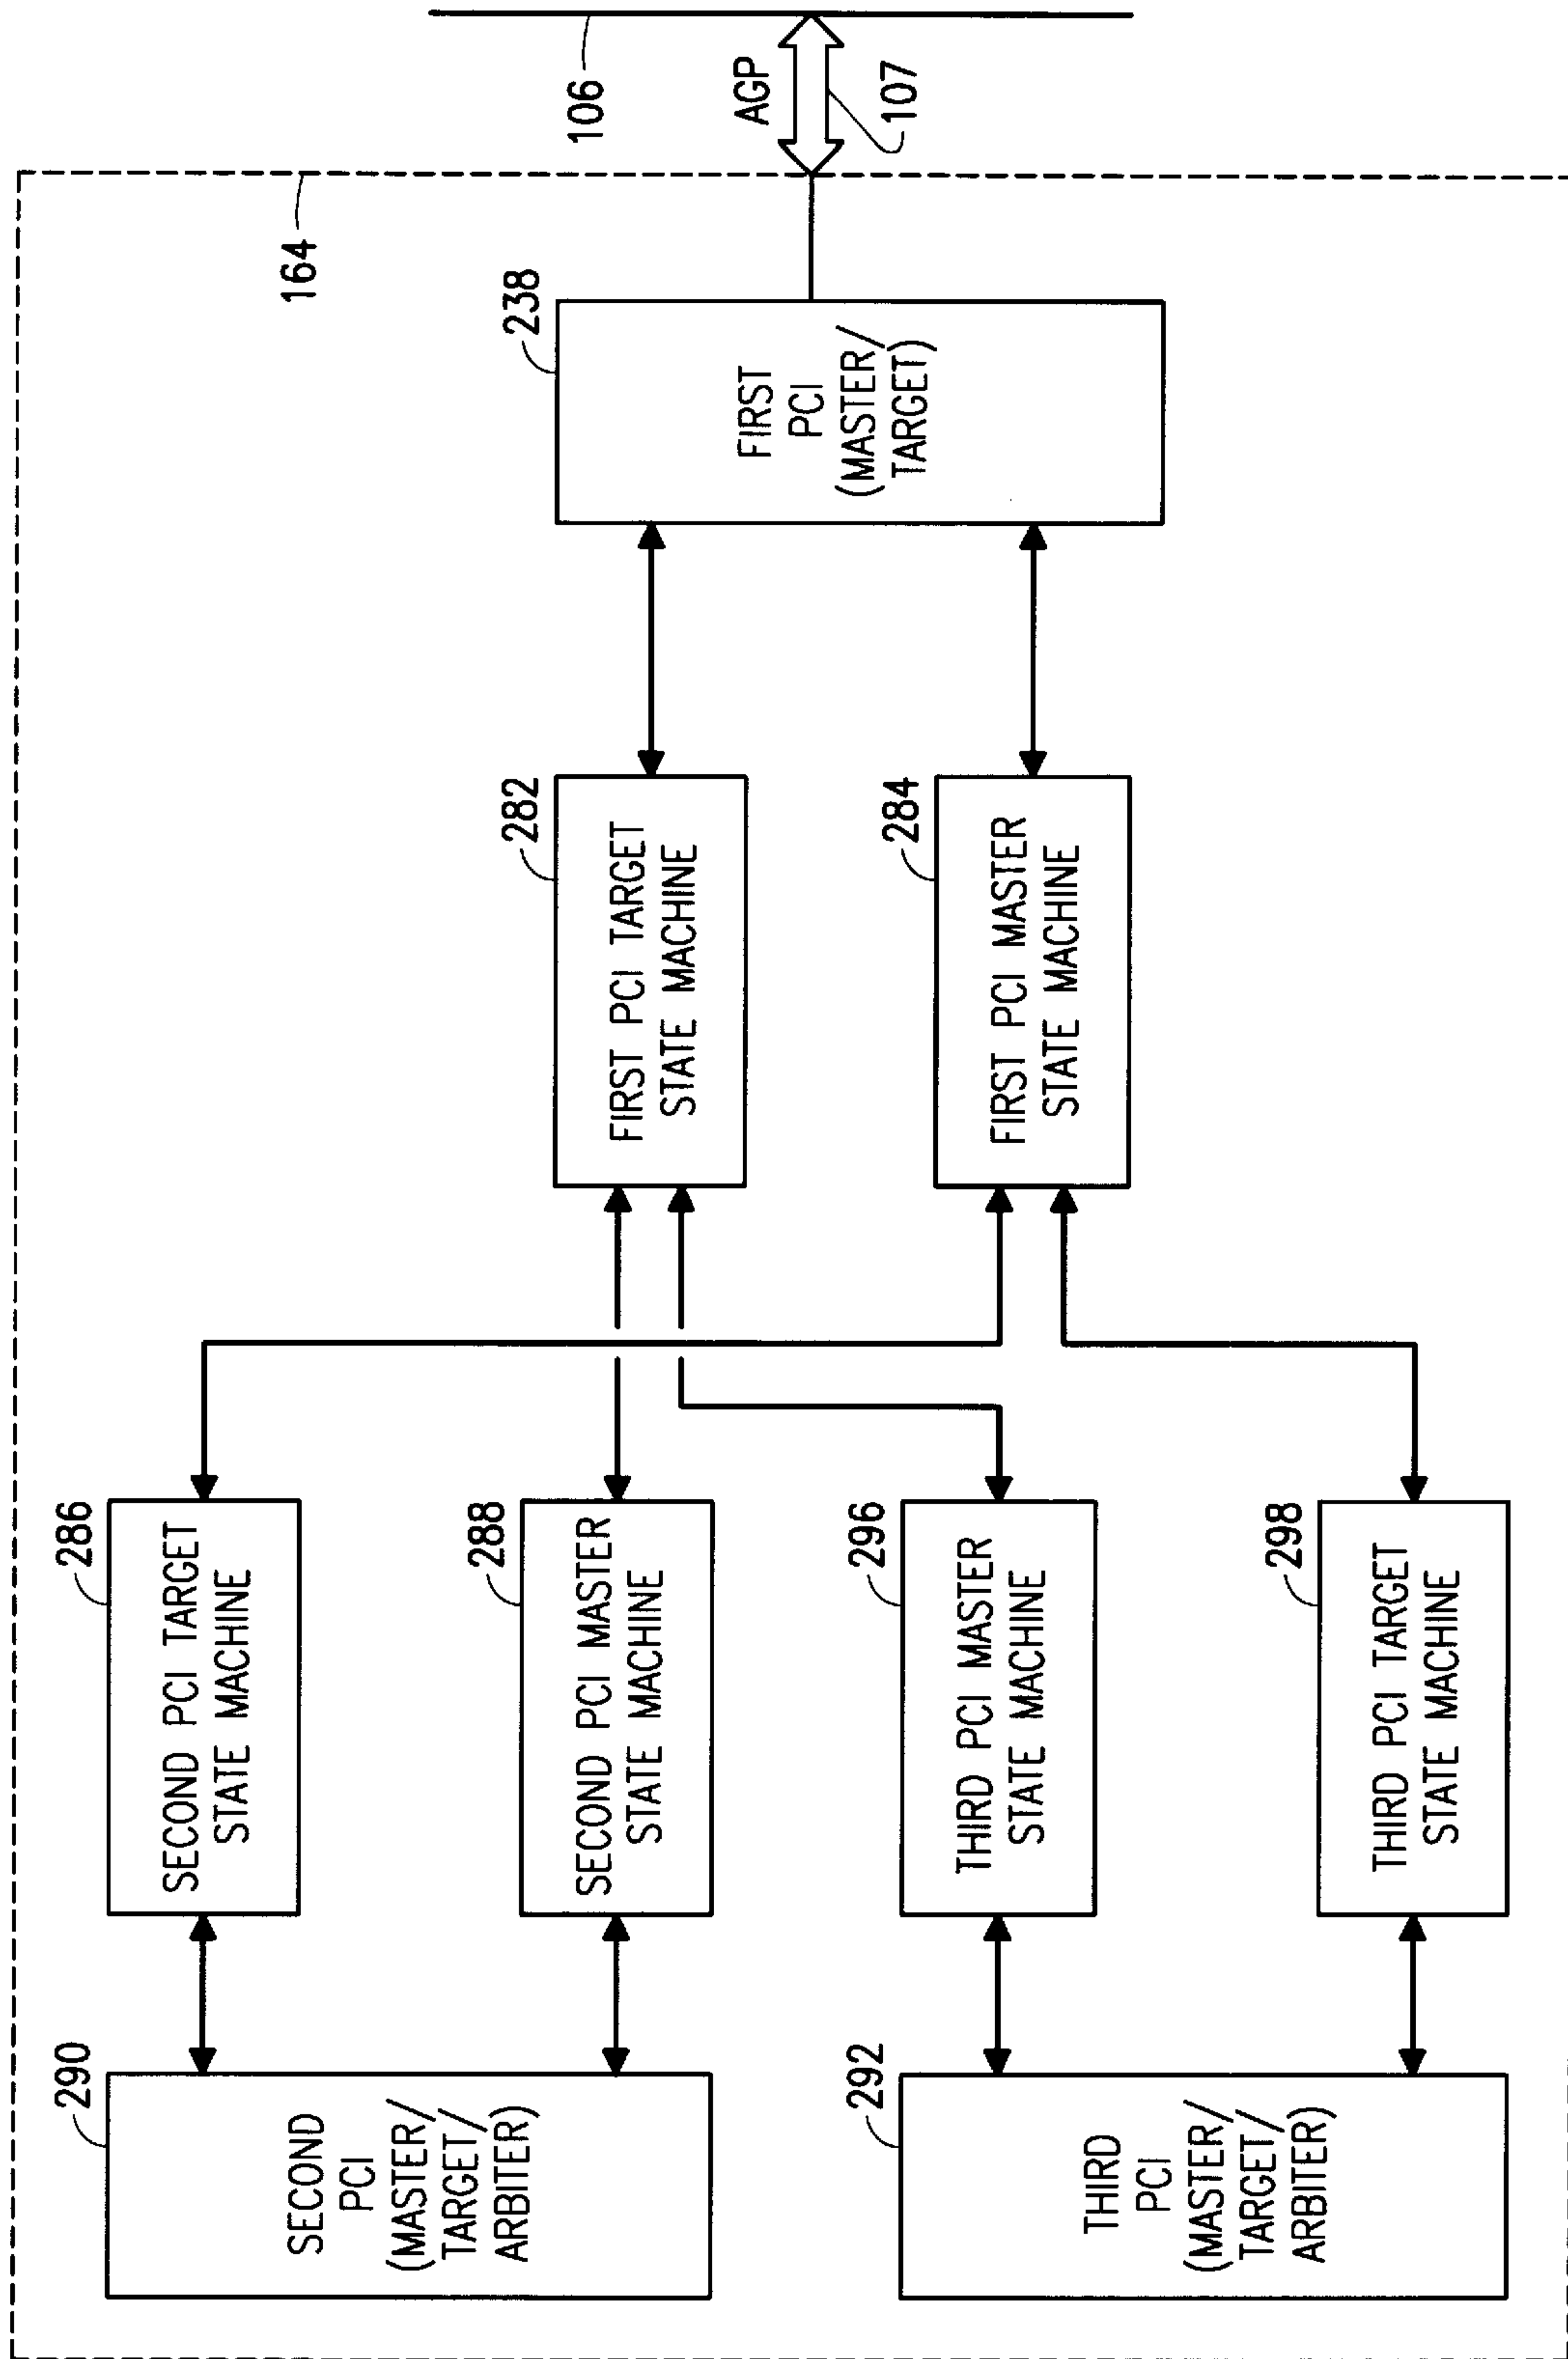 290
SECOND
PCI
(MASTER/
TARGET/
ARBITER)
286
SECOND PCI TARGET
STATE MACHINE
288
SECOND PCI MASTER
STATE MACHINE
292
THIRD
PCI
(MASTER/
TARGET/
ARBITER)
296
THIRD PCI MASTER
STATE MACHINE
298
THIRD PCI TARGET
STATE MACHINE
282
FIRST PCI TARGET
STATE MACHINE
284
FIRST PCI MASTER
STATE MACHINE
238
FIRST
PCI
(MASTER/
TARGET)
164
AGP
107
106